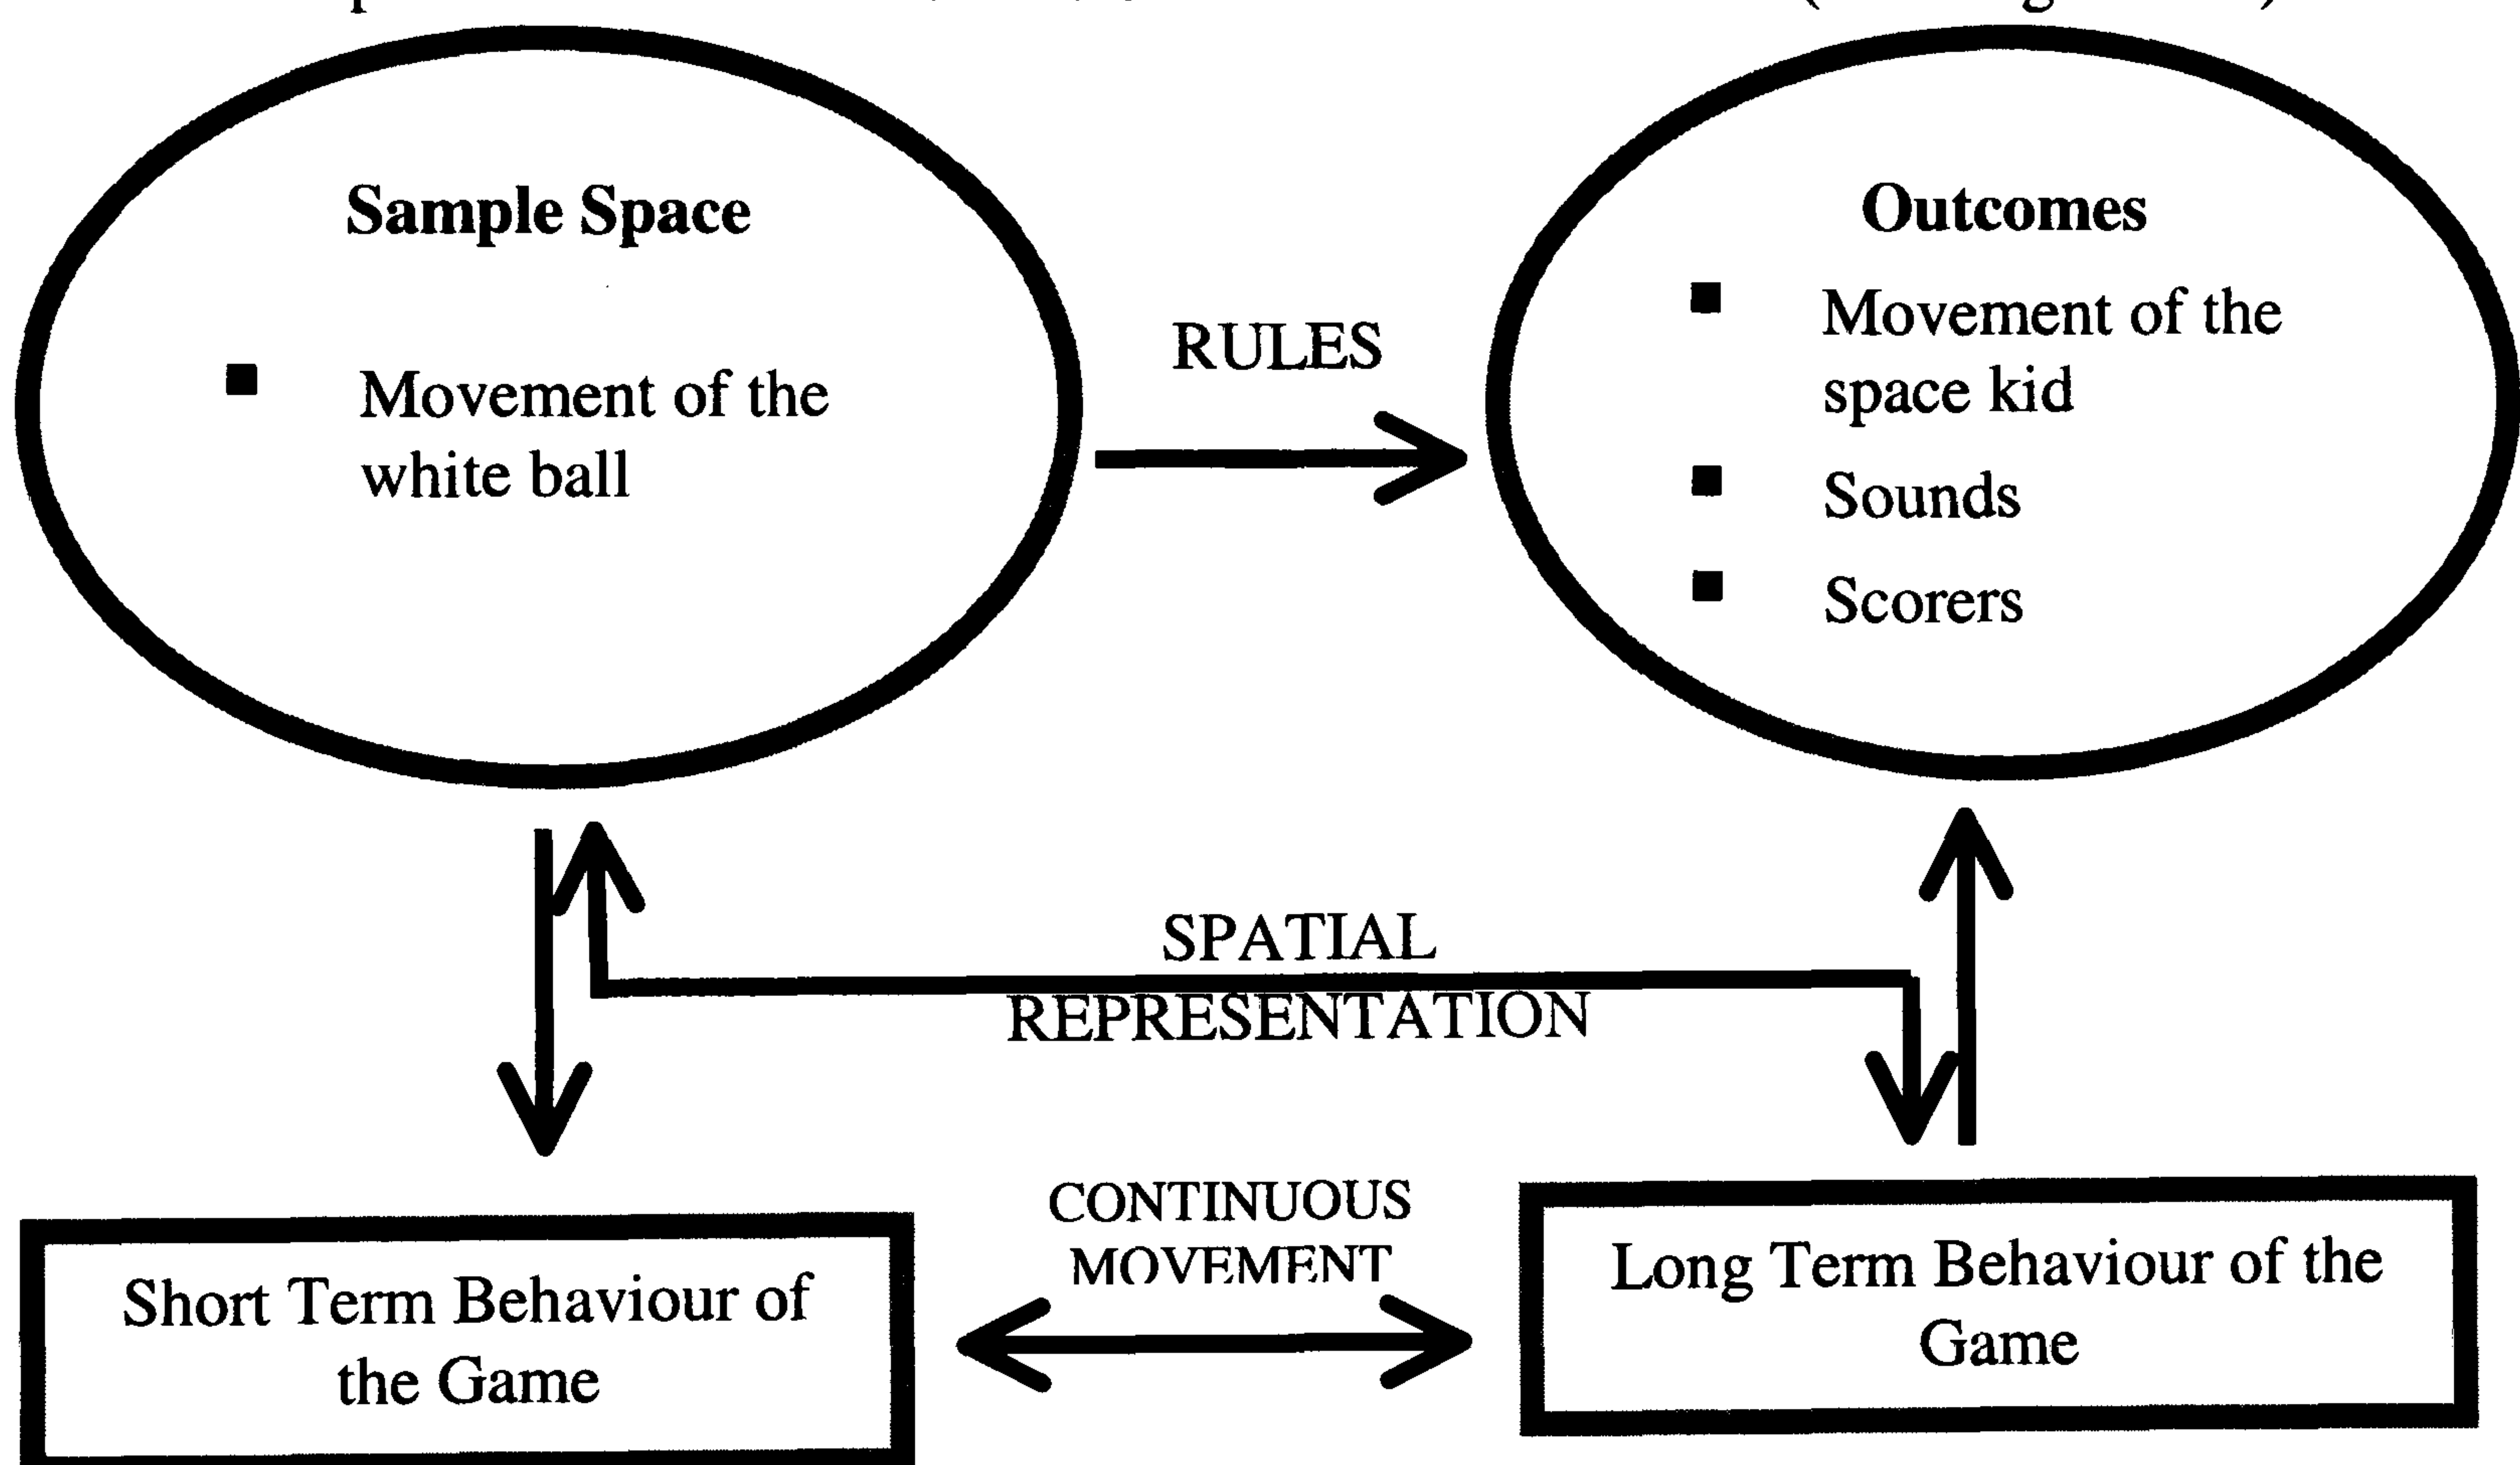 Sample Space
■ Movement of the
white ball
RULES
Outcomes
■ Movement of the
space kid
■ Sounds
■ Scorers
SPATIAL
REPRESENTATION
CONTINUOUS
MOVEMENT
Short Term Behaviour of
the Game
Long Term Behaviour of the
Game